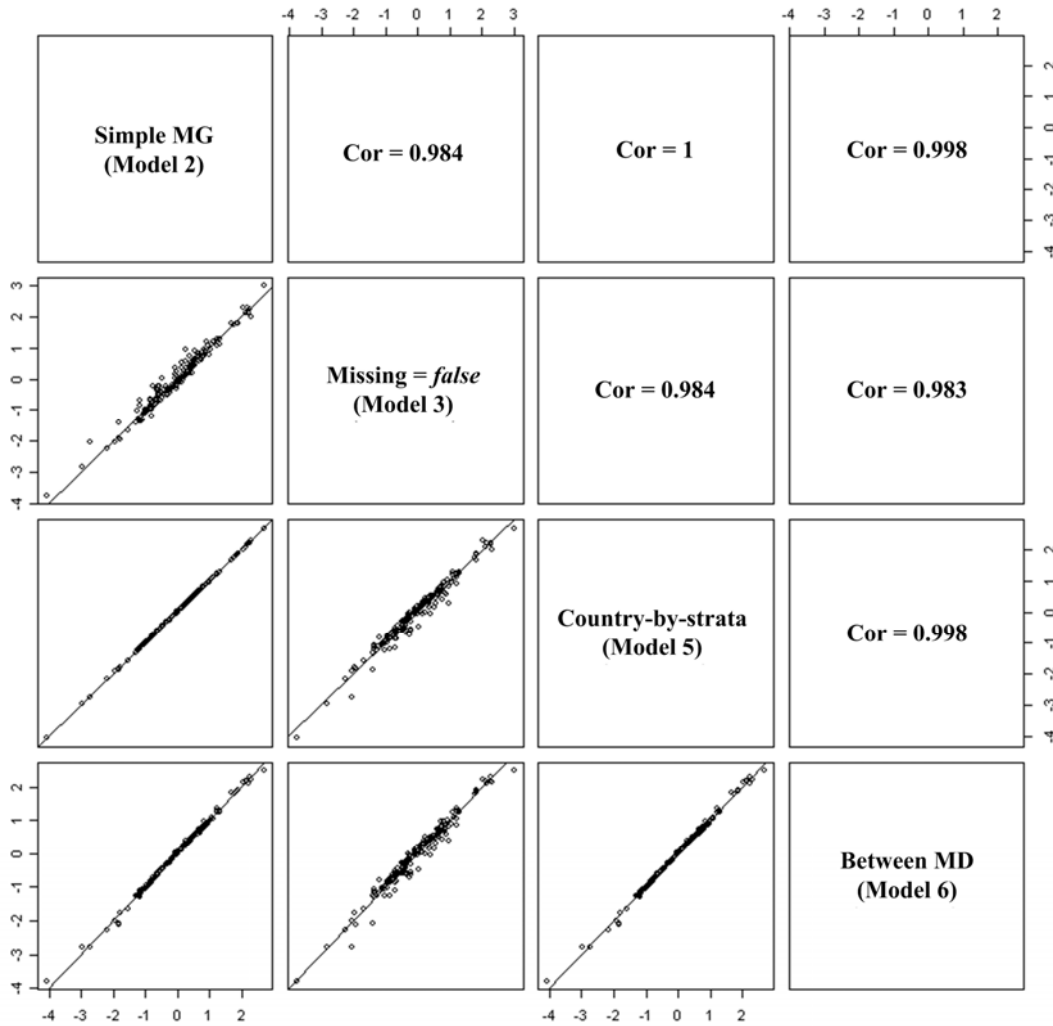 -4 -3 -2 -1 0 1 2 3
-4 -3 -2 -1 0 1 2
Simple MG
(Model 2)
Cor = 0.984
Cor = 1
Cor = 0.998
2
1
0
-1
-2
-3
-4
3
2
1
0
-1
-2
-3
-4
Missing = false
(Model 3)
Cor = 0.984
Cor = 0.983
Country-by-strata
(Model 5)
Cor = 0.998
2
1
0
-1
-2
-3
-4
2
1
0
-1
-2
-3
-4
Between MD
(Model 6)
-4 -3 -2 -1 0 1 2
-4 -3 -2 -1 0 1 2